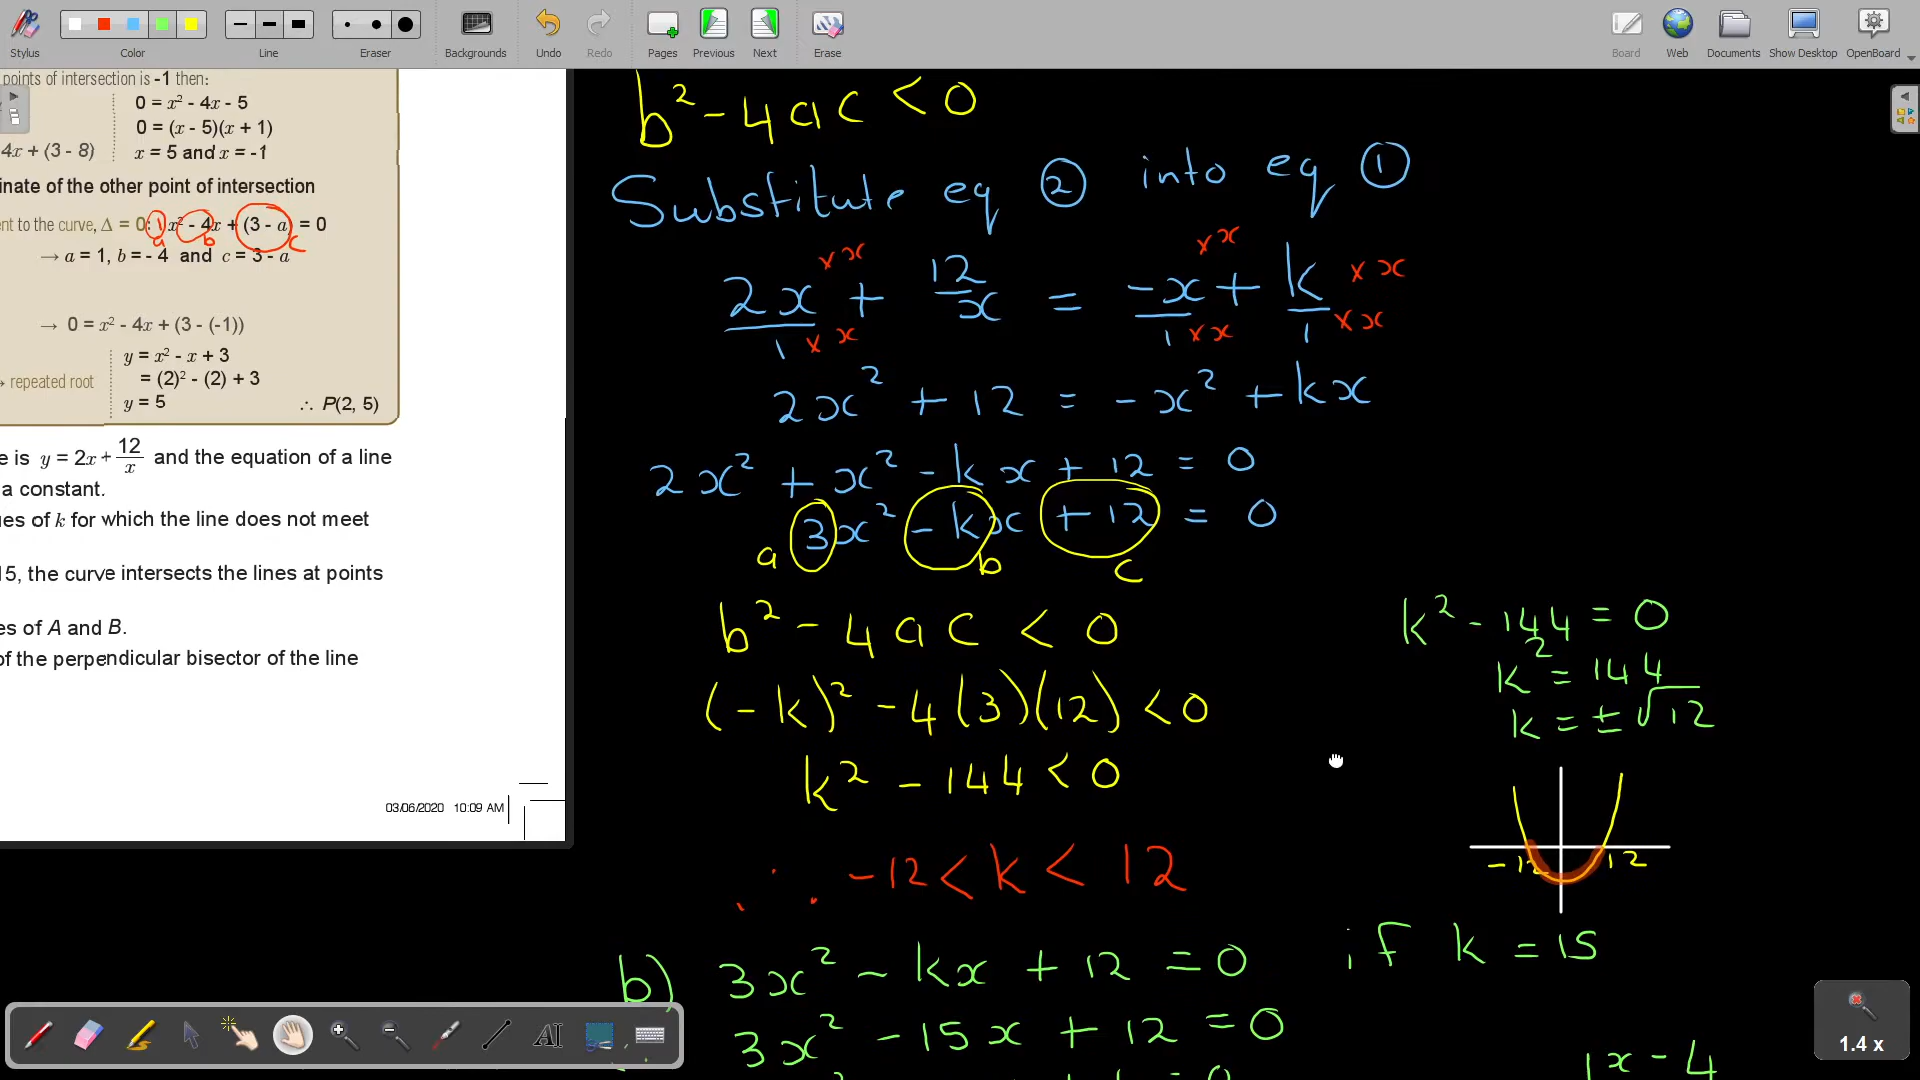 Stylus Color Line Eraser Backgrounds Undo Redo Pages Previous Next Erase Board Web Documents Show Desktop OpenBoard
points of intersection is -1 then:
0 = x² - 4x - 5
0 = (x - 5)(x + 1)
4x + (3 - 8)
x = 5 and x = -1
inate of the other point of intersection
ent to the curve, Δ = 0: 1x² - 4x + (3 - a) = 0
a b c
→ a = 1, b = - 4 and c = 3 - a
→ 0 = x² - 4x + (3 - (-1))
y = x² - x + 3
= (2)² - (2) + 3
→ repeated root
y = 5
∴ P(2, 5)
e is y = 2x + 12/x and the equation of a line
a constant.
ues of k for which the line does not meet
15, the curve intersects the lines at points
es of A and B.
of the perpendicular bisector of the line
03/06/2020 10:09 AM
b² - 4ac < 0
Substitute eq ② into eq ①
×x ×x ×x
2x/1 + 12/x = -x/1 + k/1
×x ×x ×x
2x² + 12 = -x² + kx
2x² + x² - kx + 12 = 0
3x² - kx + 12 = 0
a b c
b² - 4ac < 0
(-k)² - 4(3)(12) < 0
k² - 144 < 0
∴ -12 < k < 12
k² - 144 = 0
k² = 144
k = ±√12
-12 12
if k = 15
b) 3x² - kx + 12 = 0
3x² - 15x + 12 = 0
1x - 4
1.4 x